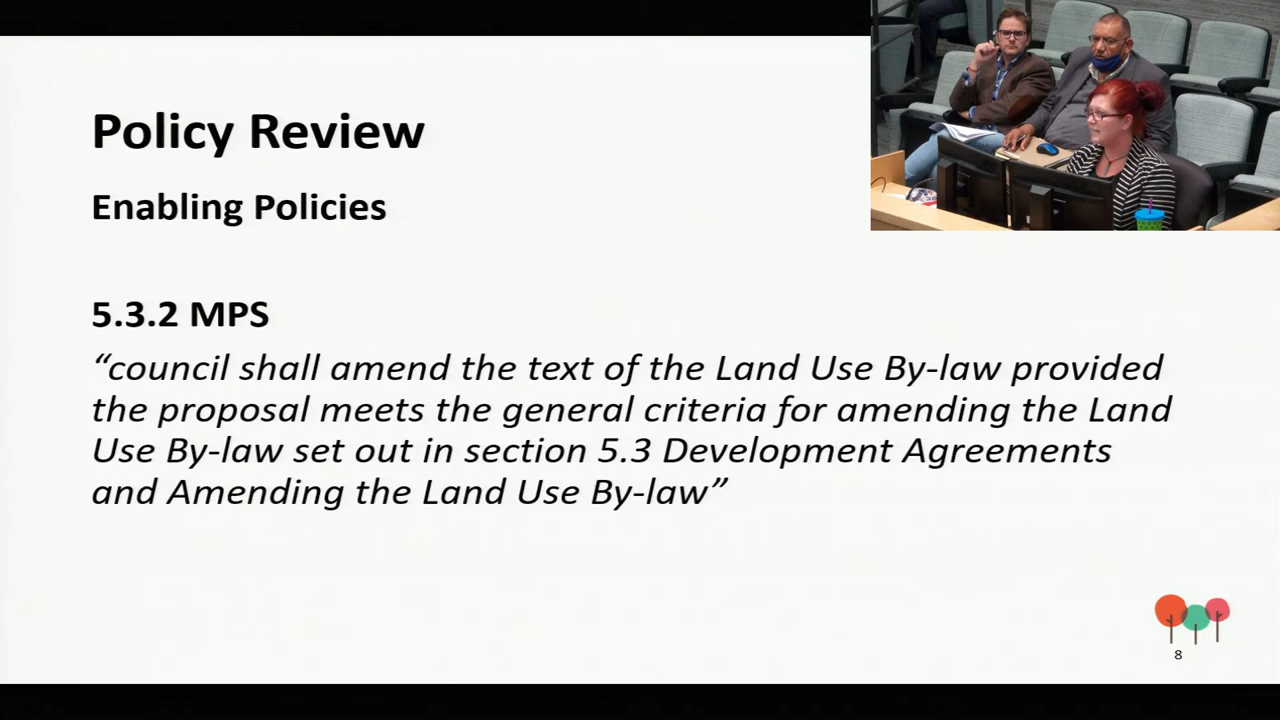 Policy Review
Enabling Policies
5.3.2 MPS
“council shall amend the text of the Land Use By-law provided
the proposal meets the general criteria for amending the Land
Use By-law set out in section 5.3 Development Agreements
and Amending the Land Use By-law”
8